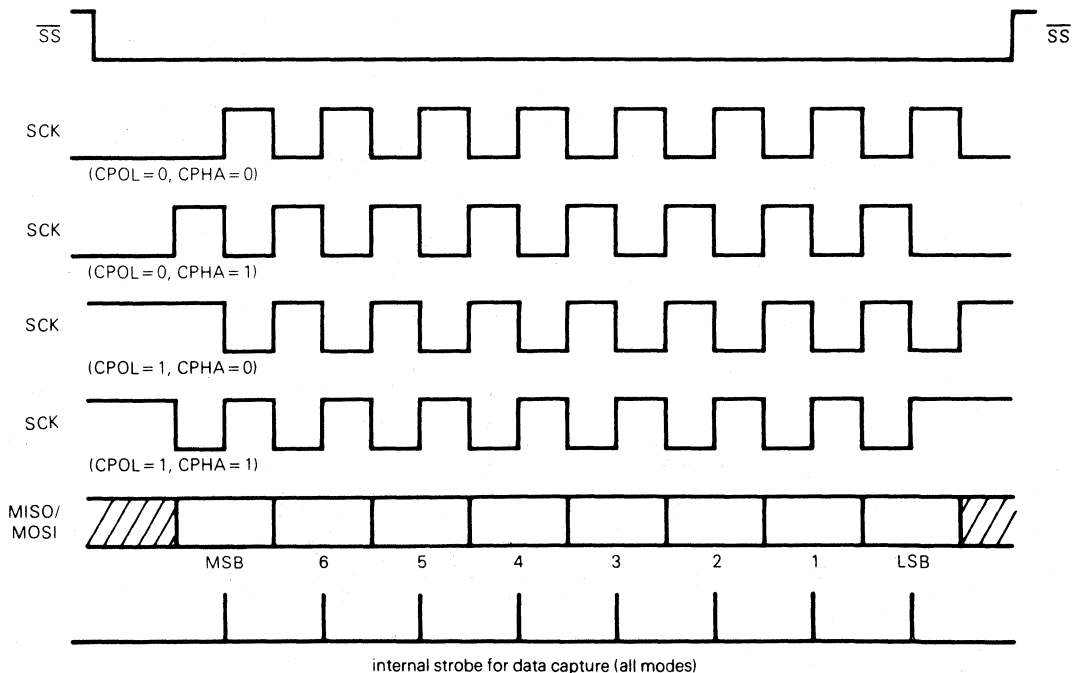 SS SS
SCK
(CPOL=0, CPHA=0)
SCK
(CPOL=0, CPHA=1)
SCK
(CPOL=1, CPHA=0)
SCK
(CPOL=1, CPHA=1)
MISO/
MOSI
MSB 6 5 4 3 2 1 LSB
internal strobe for data capture (all modes)